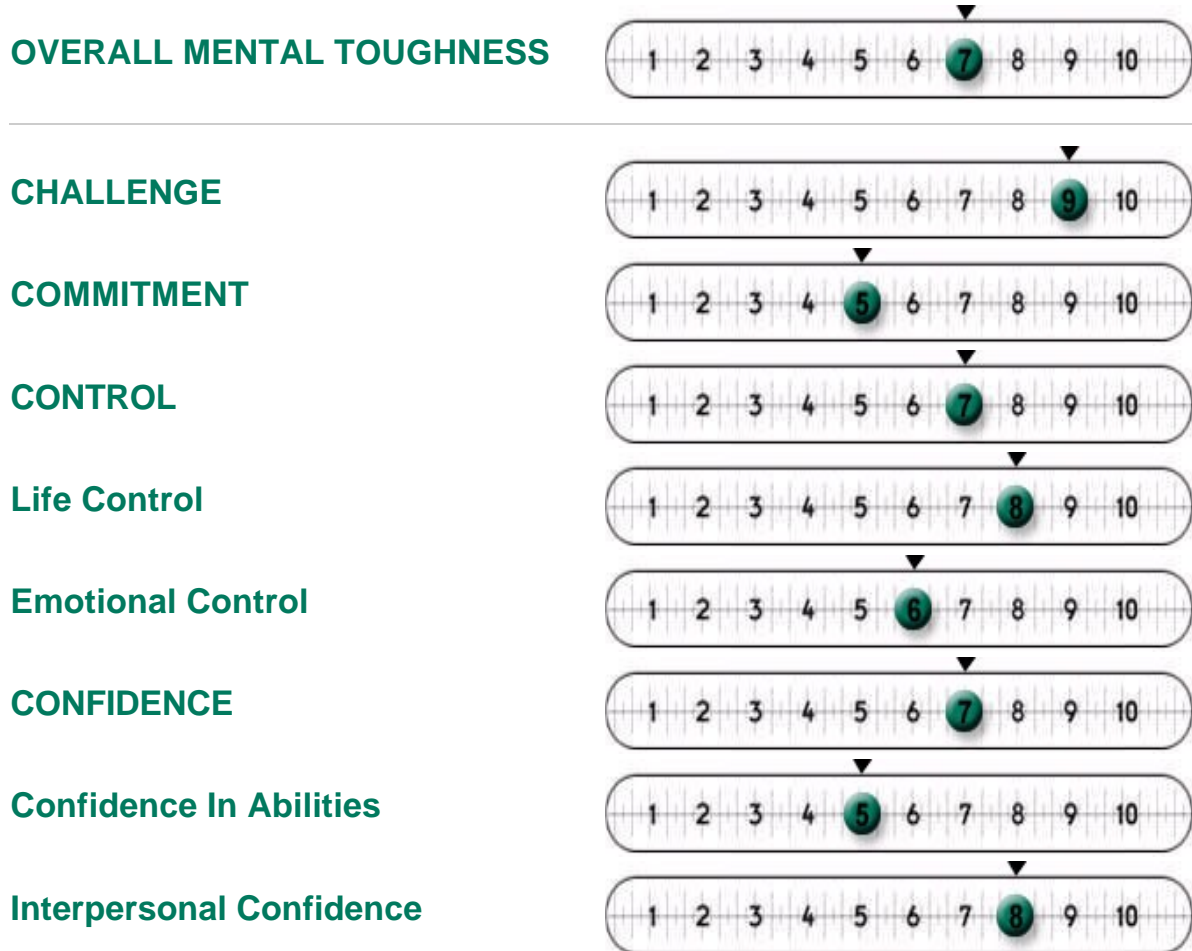 OVERALL MENTAL TOUGHNESS 1 2 3 4 5 6 7 8 9 10
CHALLENGE 1 2 3 4 5 6 7 8 9 10
COMMITMENT 1 2 3 4 5 6 7 8 9 10
CONTROL 1 2 3 4 5 6 7 8 9 10
Life Control 1 2 3 4 5 6 7 8 9 10
Emotional Control 1 2 3 4 5 6 7 8 9 10
CONFIDENCE 1 2 3 4 5 6 7 8 9 10
Confidence In Abilities 1 2 3 4 5 6 7 8 9 10
Interpersonal Confidence 1 2 3 4 5 6 7 8 9 10